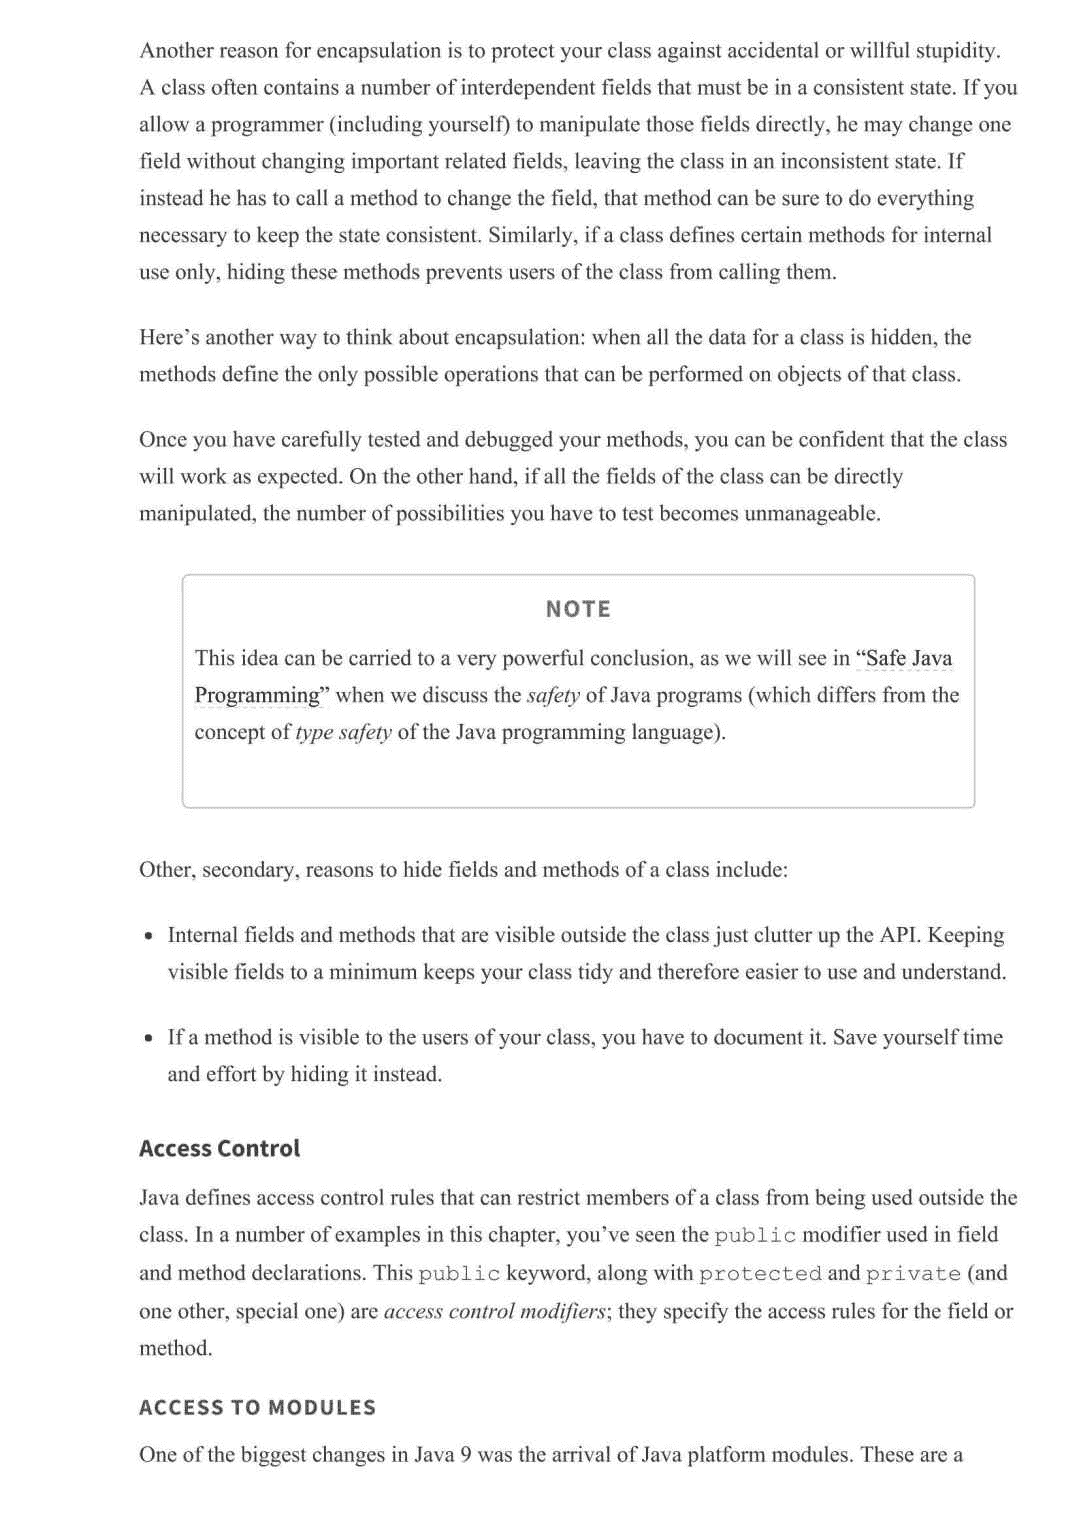 Another reason for encapsulation is to protect your class against accidental or willful stupidity.
A class often contains a number of interdependent fields that must be in a consistent state. If you
allow a programmer (including yourself) to manipulate those fields directly, he may change one
field without changing important related fields, leaving the class in an inconsistent state. If
instead he has to call a method to change the field, that method can be sure to do everything
necessary to keep the state consistent. Similarly, if a class defines certain methods for internal
use only, hiding these methods prevents users of the class from calling them.
Here’s another way to think about encapsulation: when all the data for a class is hidden, the
methods define the only possible operations that can be performed on objects of that class.
Once you have carefully tested and debugged your methods, you can be confident that the class
will work as expected. On the other hand, if all the fields of the class can be directly
manipulated, the number of possibilities you have to test becomes unmanageable.
NOTE
This idea can be carried to a very powerful conclusion, as we will see in “Safe Java
Programming” when we discuss the safety of Java programs (which differs from the
concept of type safety of the Java programming language).
Other, secondary, reasons to hide fields and methods of a class include:
• Internal fields and methods that are visible outside the class just clutter up the API. Keeping
visible fields to a minimum keeps your class tidy and therefore easier to use and understand.
• If a method is visible to the users of your class, you have to document it. Save yourself time
and effort by hiding it instead.
Access Control
Java defines access control rules that can restrict members of a class from being used outside the
class. In a number of examples in this chapter, you’ve seen the public modifier used in field
and method declarations. This public keyword, along with protected and private (and
one other, special one) are access control modifiers; they specify the access rules for the field or
method.
ACCESS TO MODULES
One of the biggest changes in Java 9 was the arrival of Java platform modules. These are a